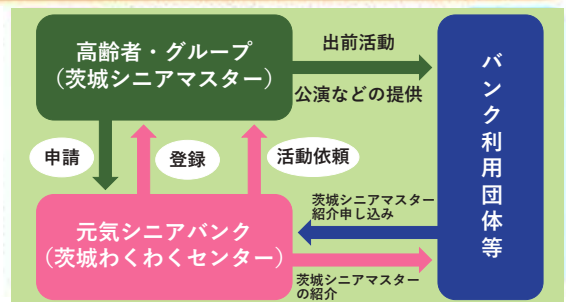 高齢者・グループ
（茨城シニアマスター）
出前活動
公演などの提供
バンク利用団体等
申請
登録
活動依頼
元気シニアバンク
（茨城わくわくセンター）
茨城シニアマスター
紹介申し込み
茨城シニアマスター
の紹介